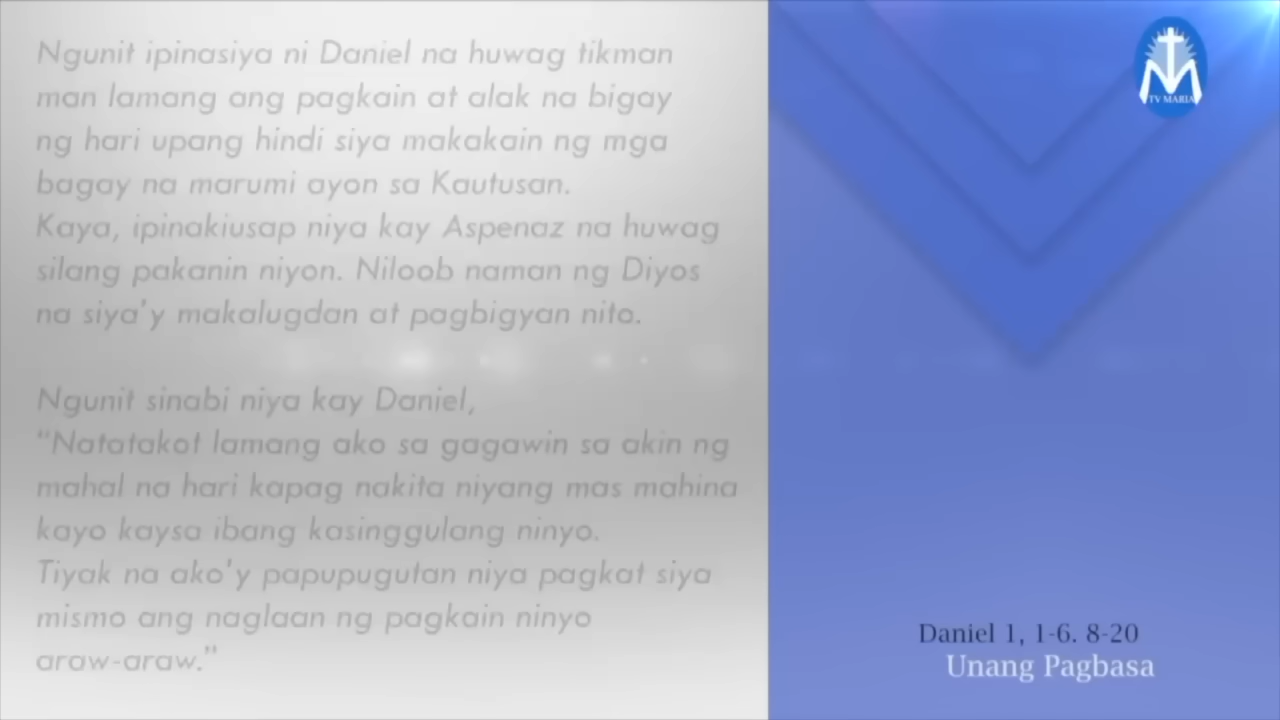 Ngunit ipinasiya ni Daniel na huwag tikman
man lamang ang pagkain at alak na bigay
ng hari upang hindi siya makakain ng mga
bagay na marumi ayon sa Kautusan.
Kaya, ipinakiusap niya kay Aspenaz na huwag
silang pakanin niyon. Niloob naman ng Diyos
na siya'y makalugdan at pagbigyan nito.
Ngunit sinabi niya kay Daniel,
"Natatakot lamang ako sa gagawin sa akin ng
mahal na hari kapag nakita niyang mas mahina
kayo kaysa ibang kasinggulang ninyo.
Tiyak na ako'y papupugutan niya pagkat siya
mismo ang naglaan ng pagkain ninyo
araw-araw."
TV MARIA
Daniel 1, 1-6. 8-20
Unang Pagbasa